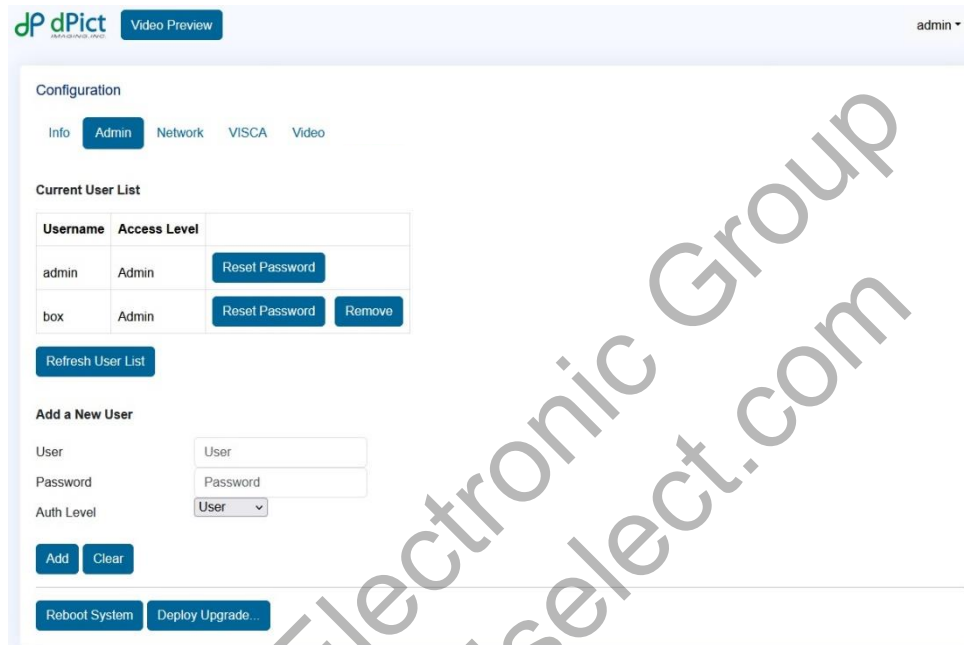 dP dPict
IMAGING, INC.
Video Preview
admin
Configuration
Info Admin Network VISCA Video
Current User List
Username Access Level
admin Admin Reset Password
box Admin Reset Password Remove
Refresh User List
Add a New User
User User
Password Password
Auth Level User
Add Clear
Reboot System Deploy Upgrade...
Electronic Group
select.com